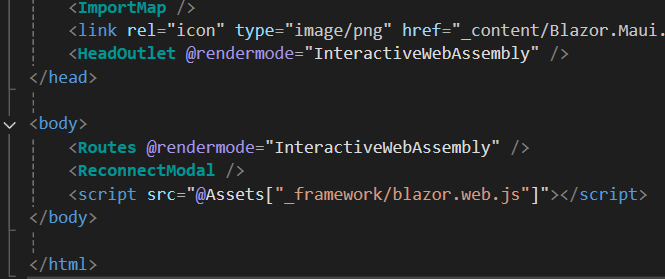 <ImportMap />
<link rel="icon" type="image/png" href="_content/Blazor.Maui.
<HeadOutlet @rendermode="InteractiveWebAssembly" />
</head>
<body>
<Routes @rendermode="InteractiveWebAssembly" />
<ReconnectModal />
<script src="@Assets["_framework/blazor.web.js"]"></script>
</body>
</html>